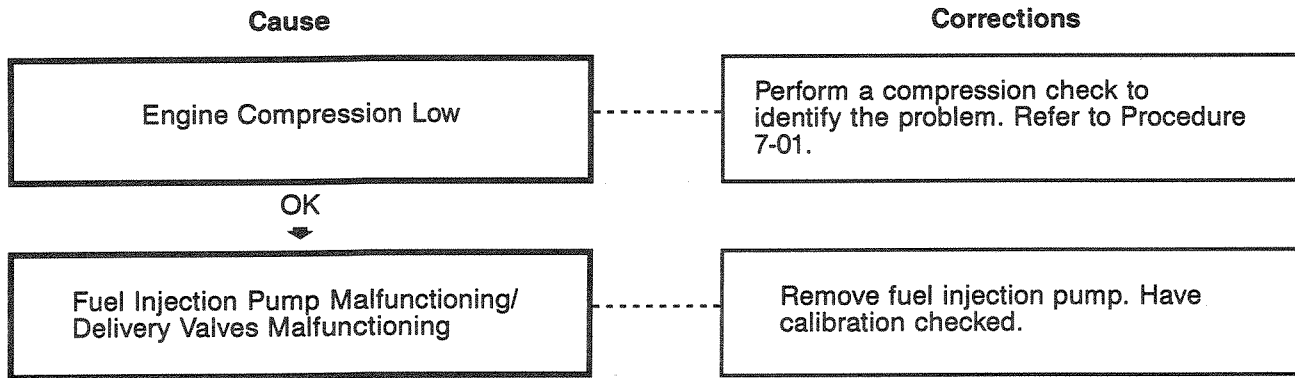 Cause
Corrections
Engine Compression Low
Perform a compression check to
identify the problem. Refer to Procedure
7-01.
OK
Fuel Injection Pump Malfunctioning/
Delivery Valves Malfunctioning
Remove fuel injection pump. Have
calibration checked.